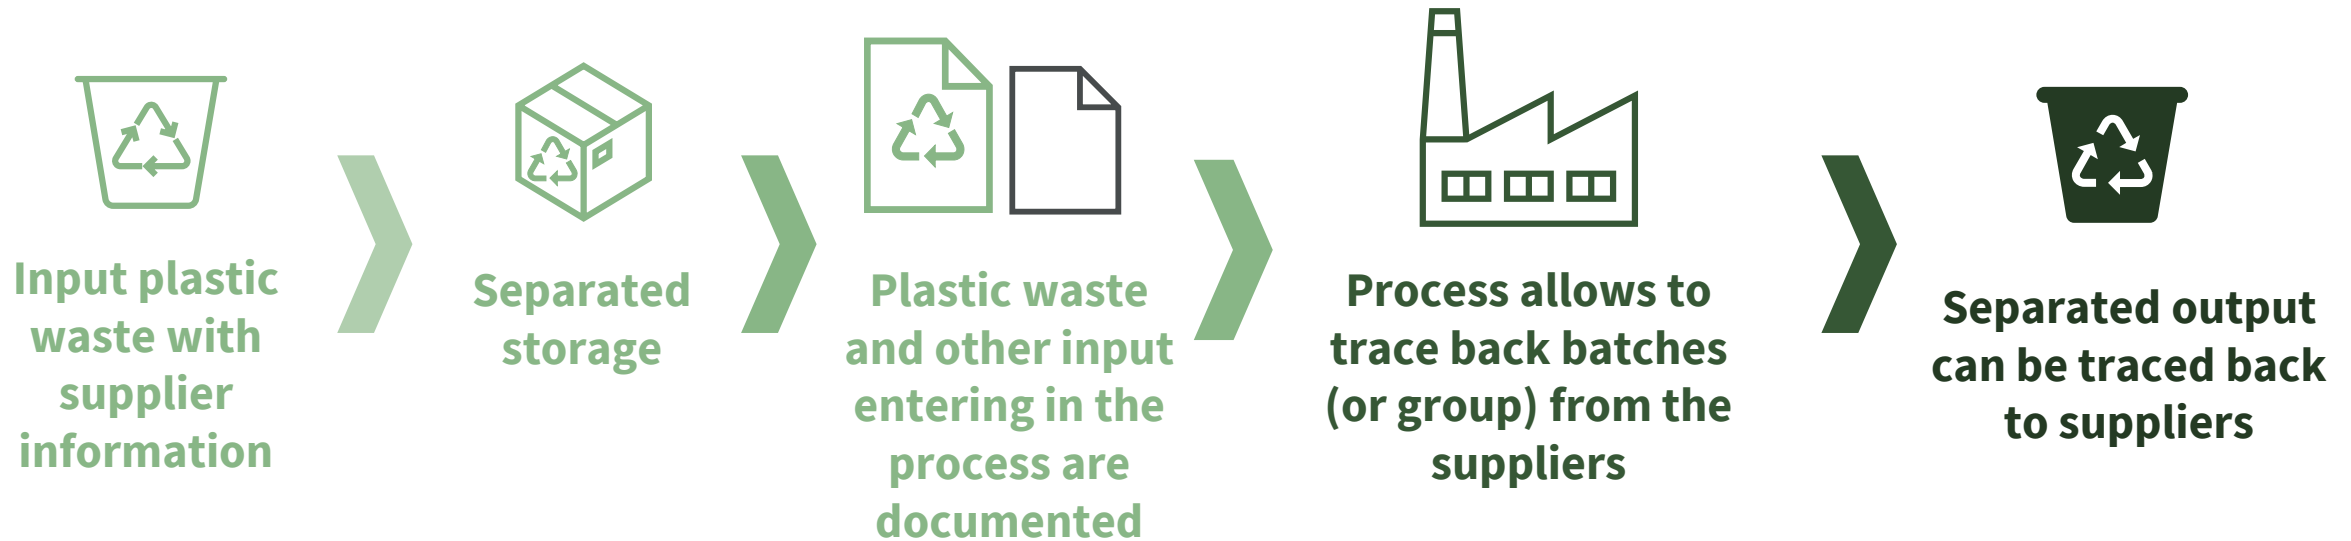 Input plastic
waste with
supplier
information
Separated
storage
Plastic waste
and other input
entering in the
process are
documented
Process allows to
trace back batches
(or group) from the
suppliers
Separated output
can be traced back
to suppliers